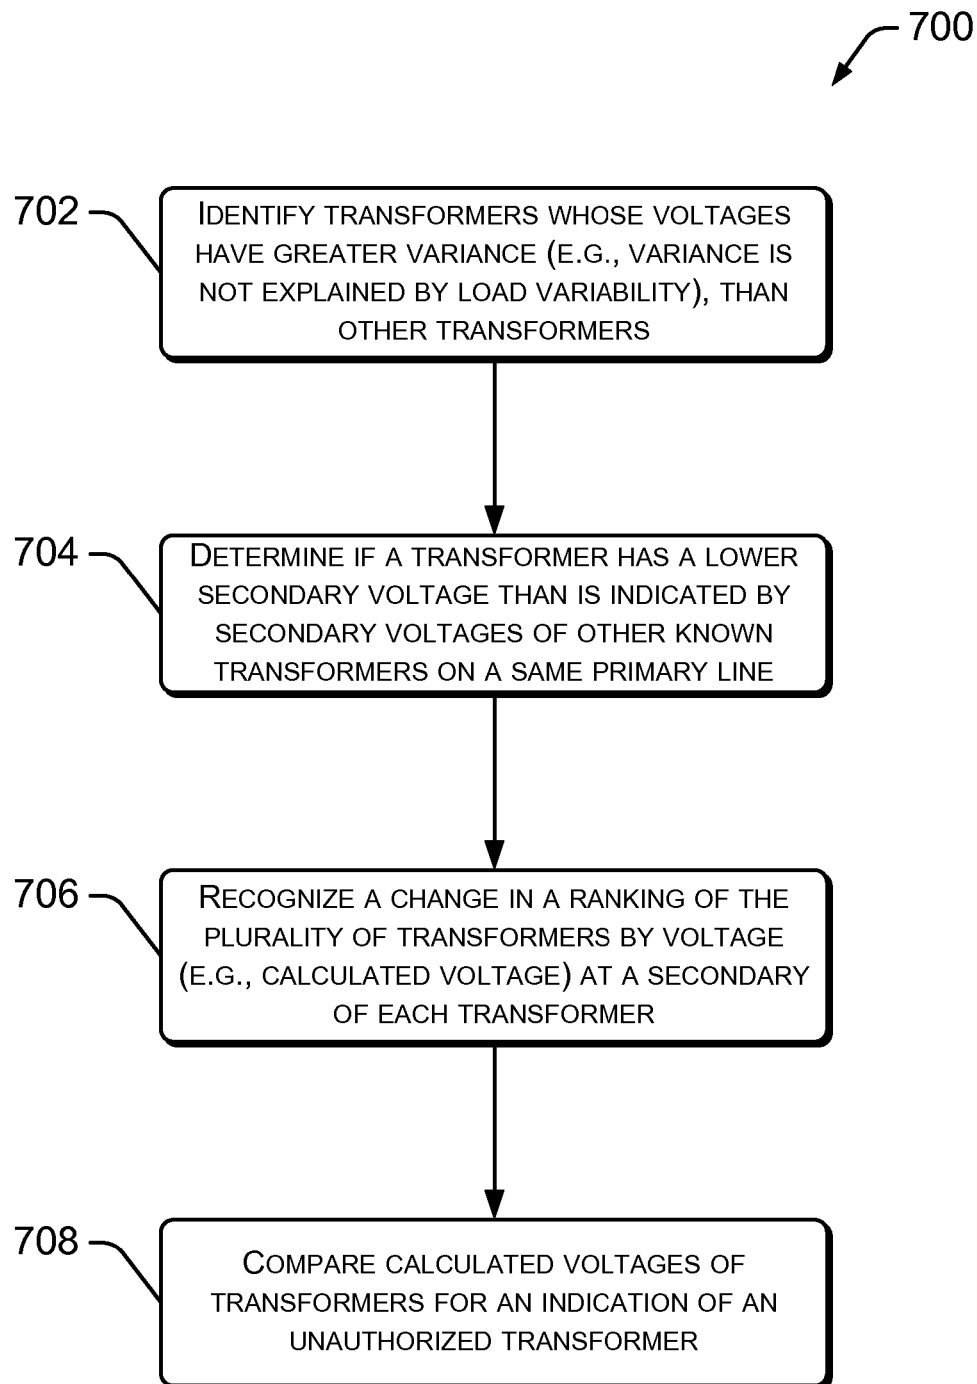 700
702
IDENTIFY TRANSFORMERS WHOSE VOLTAGES
HAVE GREATER VARIANCE (E.G., VARIANCE IS
NOT EXPLAINED BY LOAD VARIABILITY), THAN
OTHER TRANSFORMERS
704
DETERMINE IF A TRANSFORMER HAS A LOWER
SECONDARY VOLTAGE THAN IS INDICATED BY
SECONDARY VOLTAGES OF OTHER KNOWN
TRANSFORMERS ON A SAME PRIMARY LINE
706
RECOGNIZE A CHANGE IN A RANKING OF THE
PLURALITY OF TRANSFORMERS BY VOLTAGE
(E.G., CALCULATED VOLTAGE) AT A SECONDARY
OF EACH TRANSFORMER
708
COMPARE CALCULATED VOLTAGES OF
TRANSFORMERS FOR AN INDICATION OF AN
UNAUTHORIZED TRANSFORMER